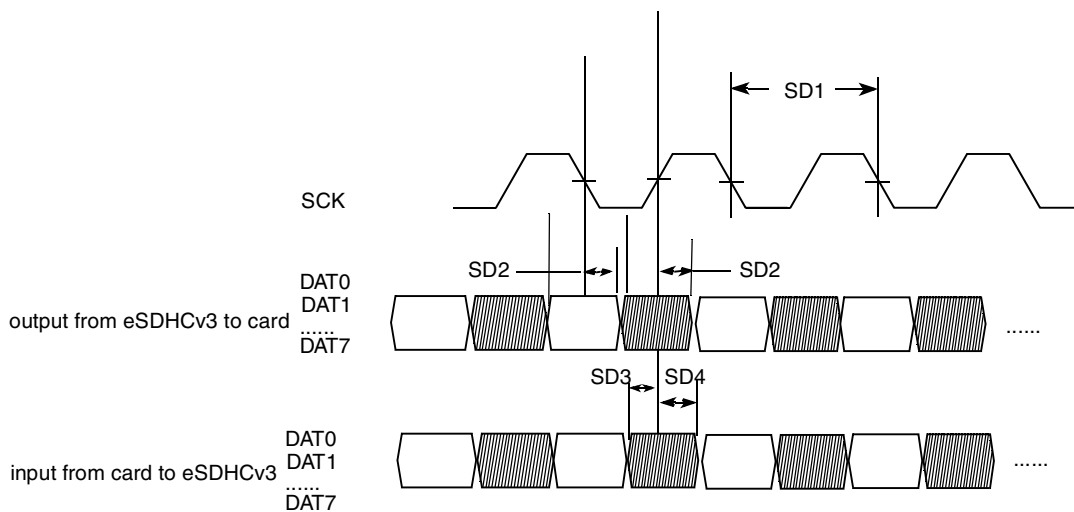 SD1
SCK
SD2
SD2
DAT0
DAT1
output from eSDHCv3 to card
......
DAT7
......
SD3
SD4
DAT0
DAT1
input from card to eSDHCv3
......
DAT7
......